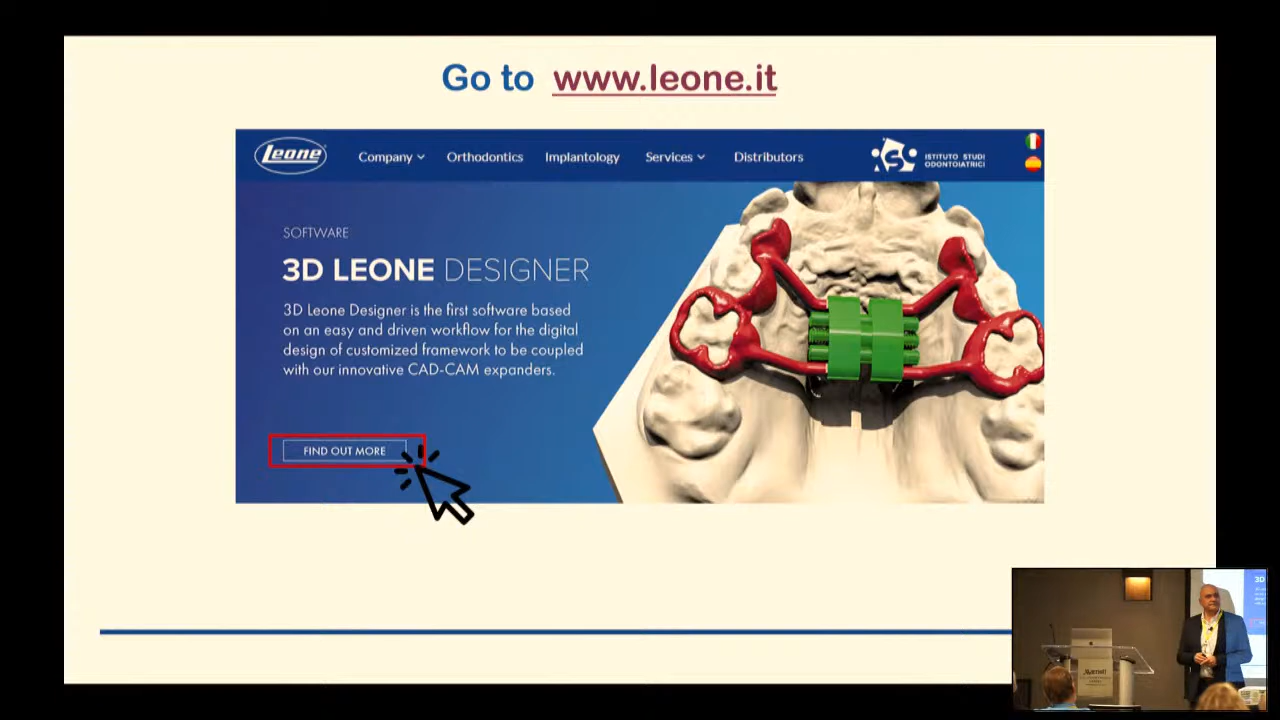 Go to www.leone.it
Leone
Company
Orthodontics
Implantology
Services
Distributors
ISTITUTO STUDI
ODONTOIATRICI
SOFTWARE
3D LEONE DESIGNER
3D Leone Designer is the first software based
on an easy and driven workflow for the digital
design of customized framework to be coupled
with our innovative CAD-CAM expanders.
FIND OUT MORE
3D
Marriott